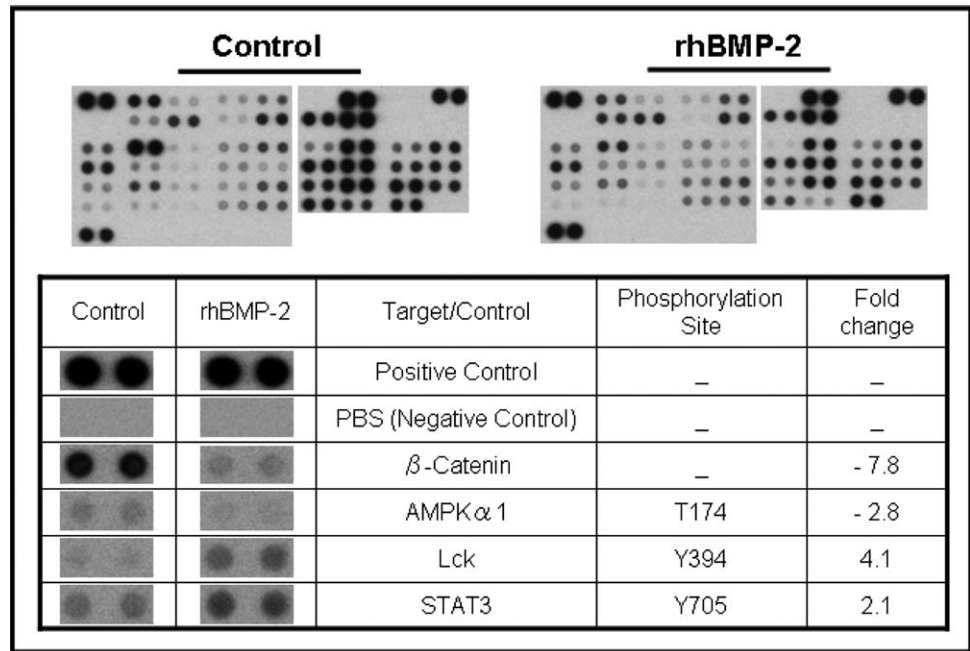 Control
rhBMP-2
Control rhBMP-2 Target/Control Phosphorylation Site Fold change
Positive Control _ _
PBS (Negative Control) _ _
β-Catenin _ - 7.8
AMPKα1 T174 - 2.8
Lck Y394 4.1
STAT3 Y705 2.1